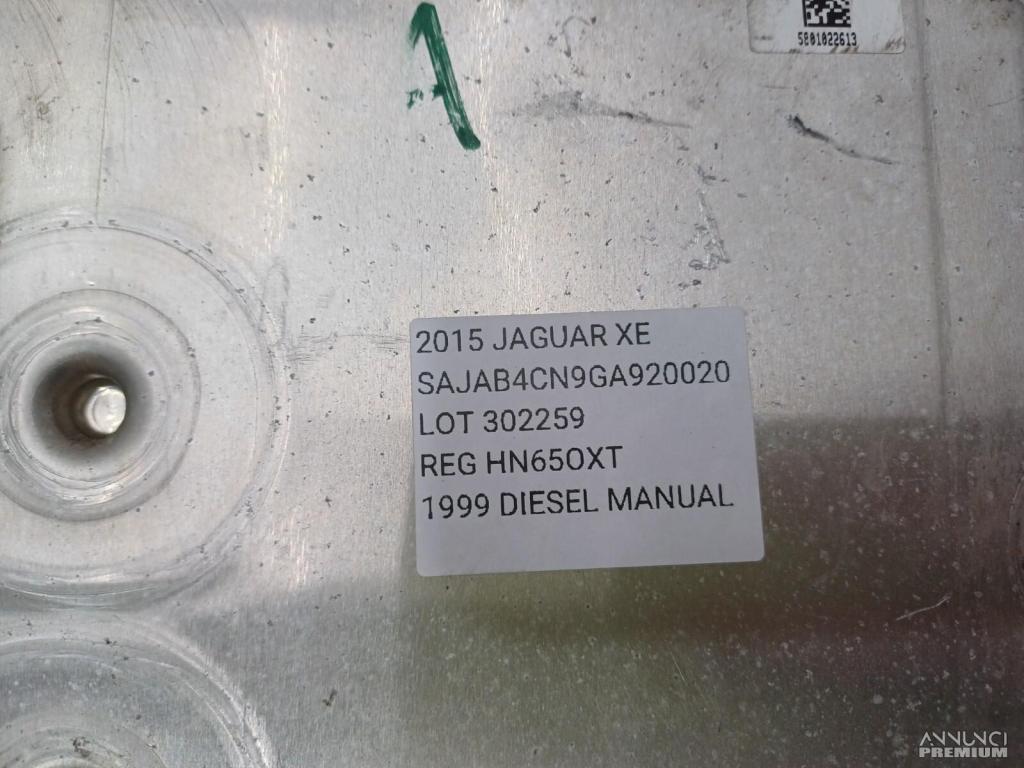 5801022613
2015 JAGUAR XE
SAJAB4CN9GA920020
LOT 302259
REG HN65OXT
1999 DIESEL MANUAL
ANNUNCI
PREMIUM